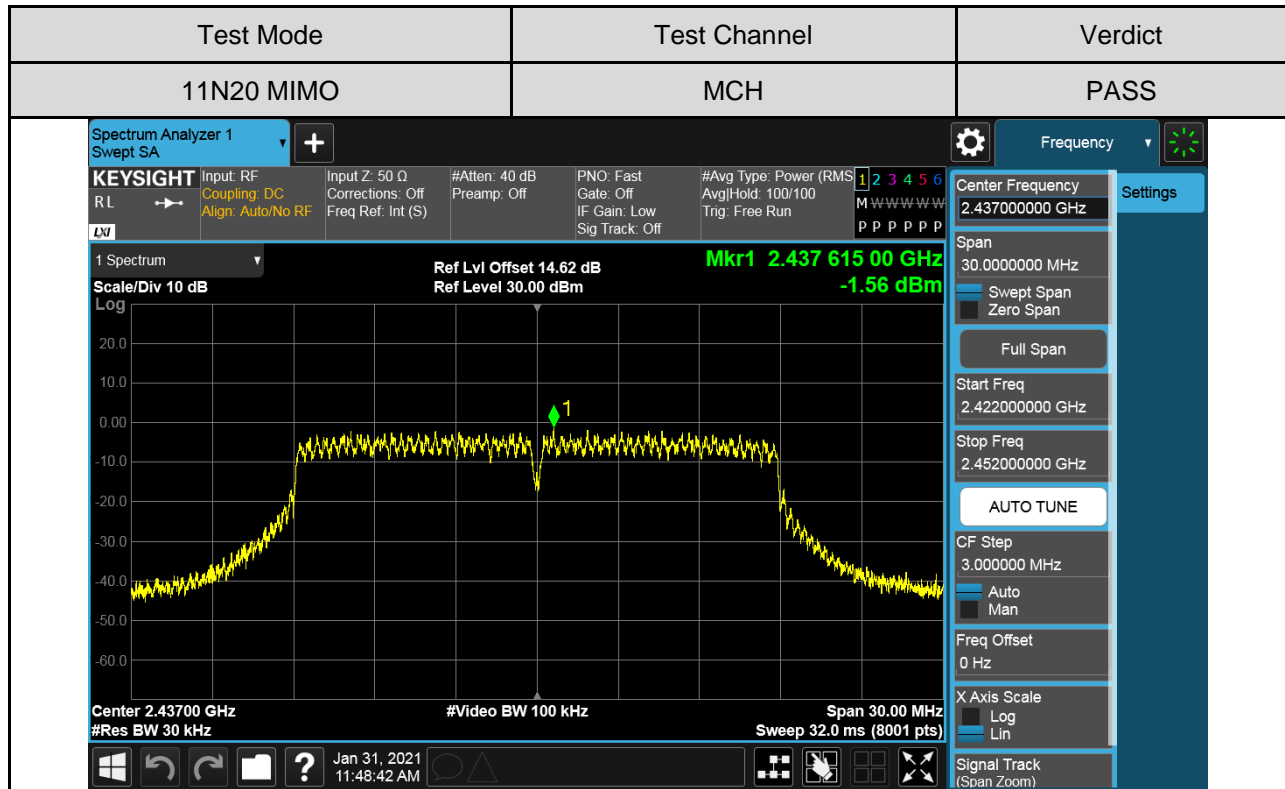 Test Mode Test Channel Verdict
11N20 MIMO MCH PASS
Spectrum Analyzer 1
Swept SA
+
Frequency
KEYSIGHT
R L
LXI
Input: RF
Coupling: DC
Align: Auto/No RF
Input Z: 50 Ω
Corrections: Off
Freq Ref: Int (S)
#Atten: 40 dB
Preamp: Off
PNO: Fast
Gate: Off
IF Gain: Low
Sig Track: Off
#Avg Type: Power (RMS
Avg|Hold: 100/100
Trig: Free Run
1 2 3 4 5 6
M W W W W W
P P P P P P
1 Spectrum
Scale/Div 10 dB
Ref Lvl Offset 14.62 dB
Ref Level 30.00 dBm
Mkr1 2.437 615 00 GHz
-1.56 dBm
Log
20.0
10.0
0.00
-10.0
-20.0
-30.0
-40.0
-50.0
-60.0
1
Center 2.43700 GHz
#Res BW 30 kHz
#Video BW 100 kHz
Span 30.00 MHz
Sweep 32.0 ms (8001 pts)
?
Jan 31, 2021
11:48:42 AM
Center Frequency
2.437000000 GHz
Settings
Span
30.0000000 MHz
Swept Span
Zero Span
Full Span
Start Freq
2.422000000 GHz
Stop Freq
2.452000000 GHz
AUTO TUNE
CF Step
3.000000 MHz
Auto
Man
Freq Offset
0 Hz
X Axis Scale
Log
Lin
Signal Track
(Span Zoom)